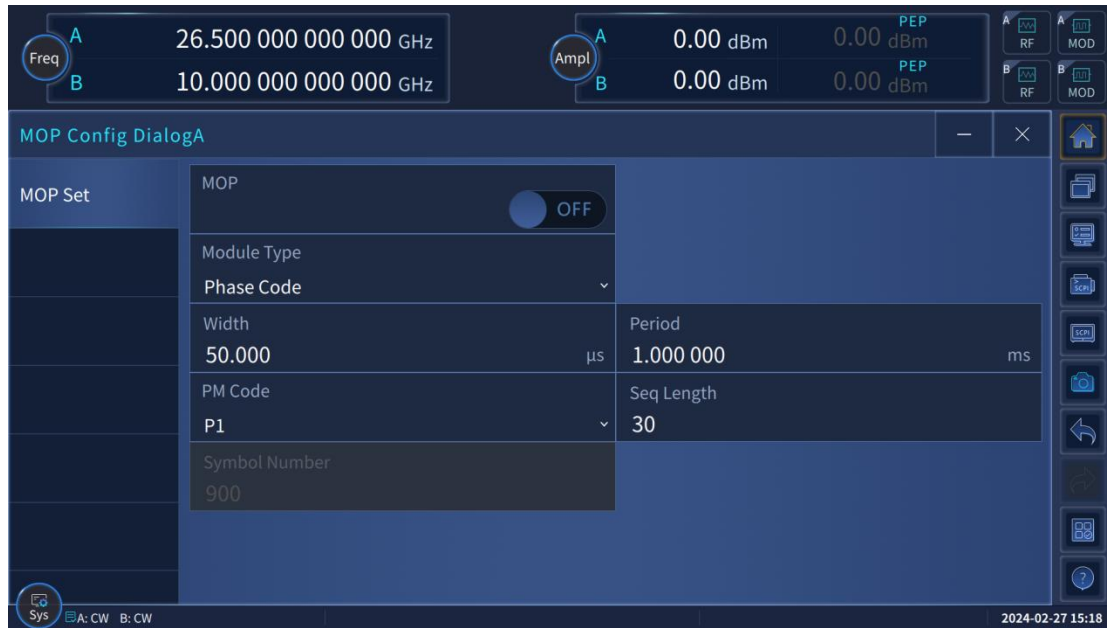 Freq
A 26.500 000 000 000 GHz
B 10.000 000 000 000 GHz
Ampl
A 0.00 dBm PEP 0.00 dBm
B 0.00 dBm PEP 0.00 dBm
A RF
A MOD
B RF
B MOD
MOP Config DialogA
MOP Set
MOP
OFF
Module Type
Phase Code
Width
50.000 µs
Period
1.000 000 ms
PM Code
P1
Seq Length
30
Symbol Number
900
SCPI
SCPI
?
Sys
A: CW B: CW
2024-02-27 15:18